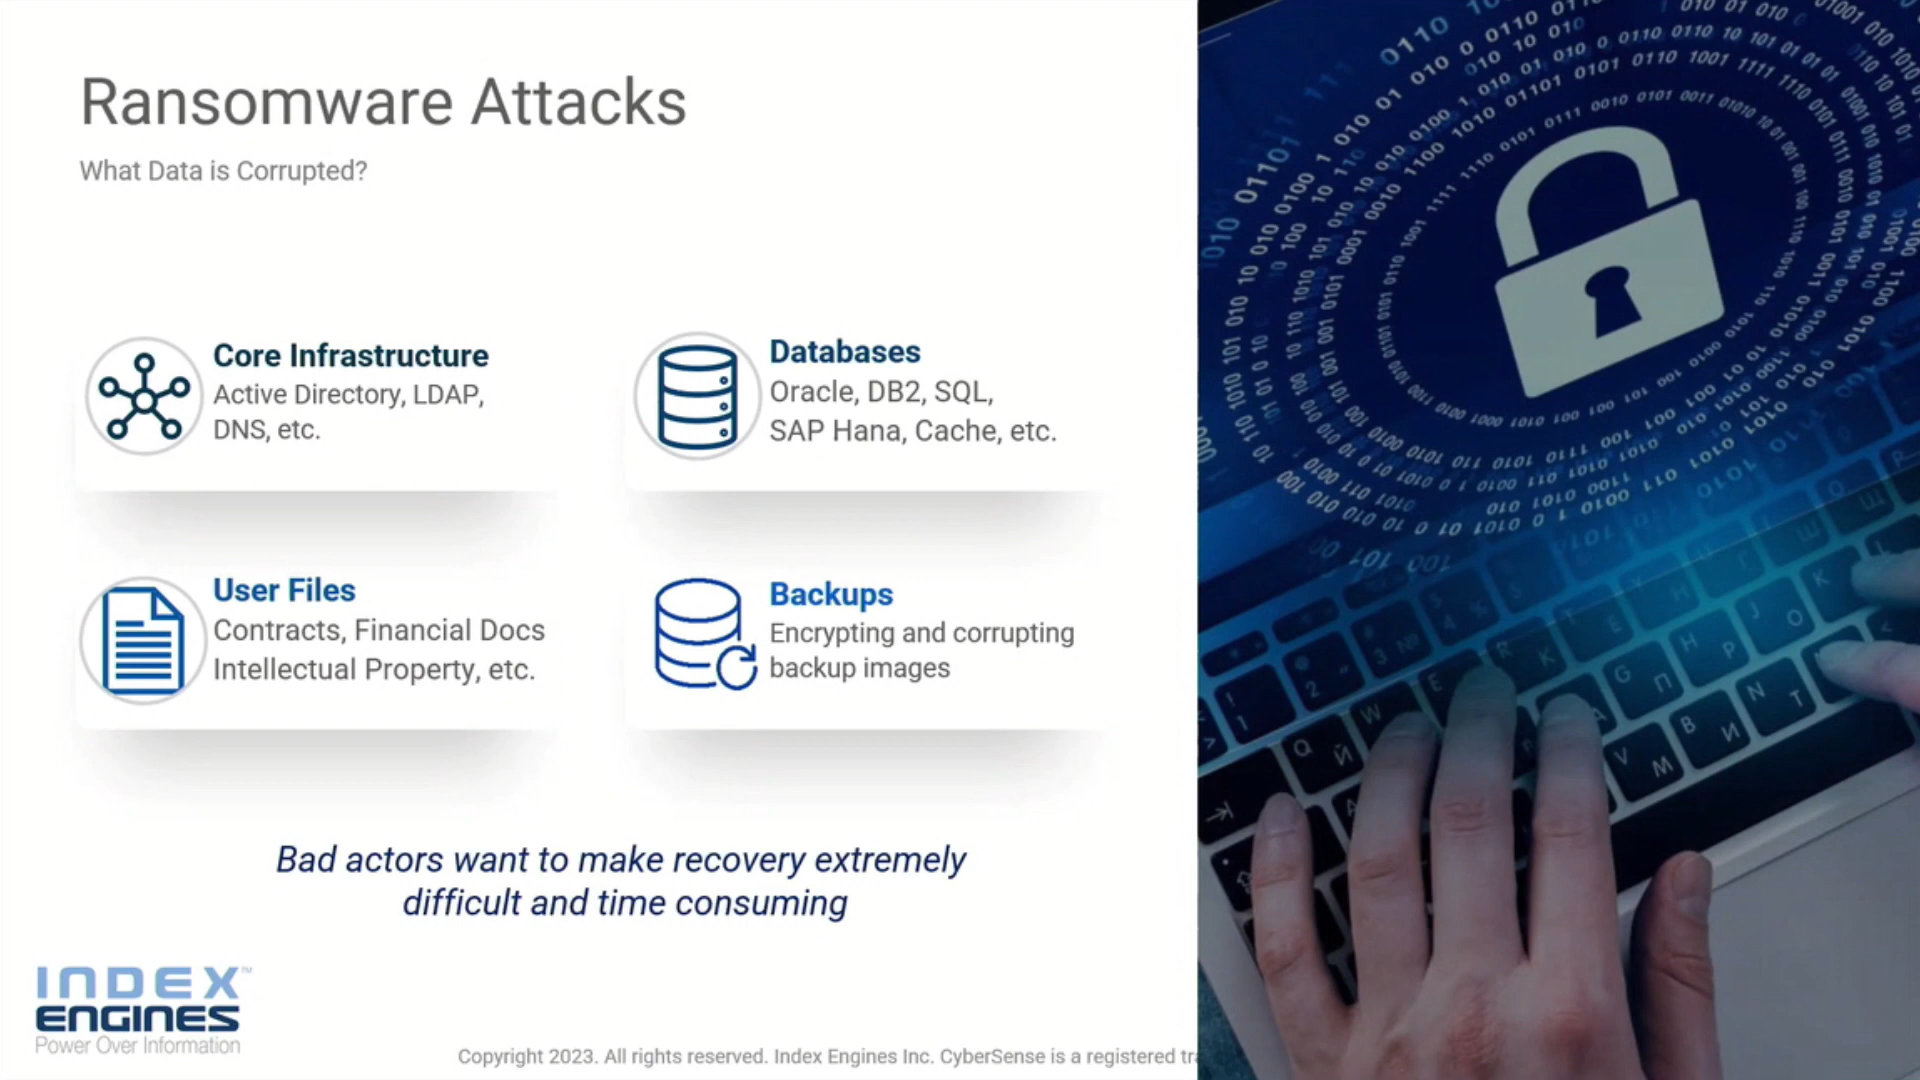 Ransomware Attacks
What Data is Corrupted?
Core Infrastructure
Active Directory, LDAP,
DNS, etc.
Databases
Oracle, DB2, SQL,
SAP Hana, Cache, etc.
User Files
Contracts, Financial Docs
Intellectual Property, etc.
Backups
Encrypting and corrupting
backup images
Bad actors want to make recovery extremely
difficult and time consuming
INDEX™
ENGINES
Power Over Information
Copyright 2023. All rights reserved. Index Engines Inc. CyberSense is a registered